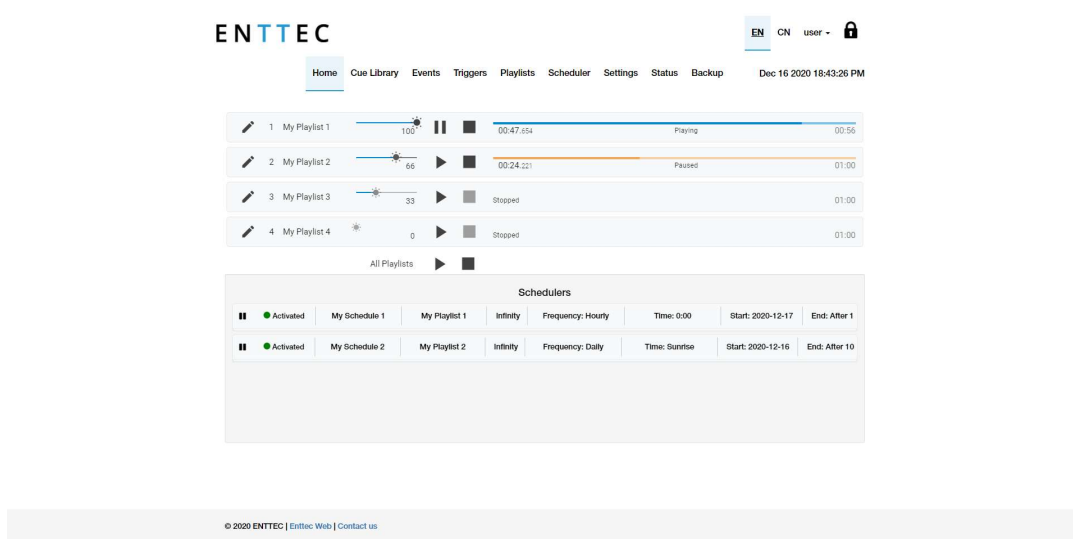 ENTTEC
EN CN user
Home Cue Library Events Triggers Playlists Scheduler Settings Status Backup Dec 16 2020 18:43:26 PM
1 My Playlist 1 100 00:47.654 Playing 00:56
2 My Playlist 2 66 00:24.221 Paused 01:00
3 My Playlist 3 33 Stopped 01:00
4 My Playlist 4 0 Stopped 01:00
All Playlists
Schedulers
Activated My Schedule 1 My Playlist 1 Infinity Frequency: Hourly Time: 0:00 Start: 2020-12-17 End: After 1
Activated My Schedule 2 My Playlist 2 Infinity Frequency: Daily Time: Sunrise Start: 2020-12-16 End: After 10
© 2020 ENTTEC | Enttec Web | Contact us